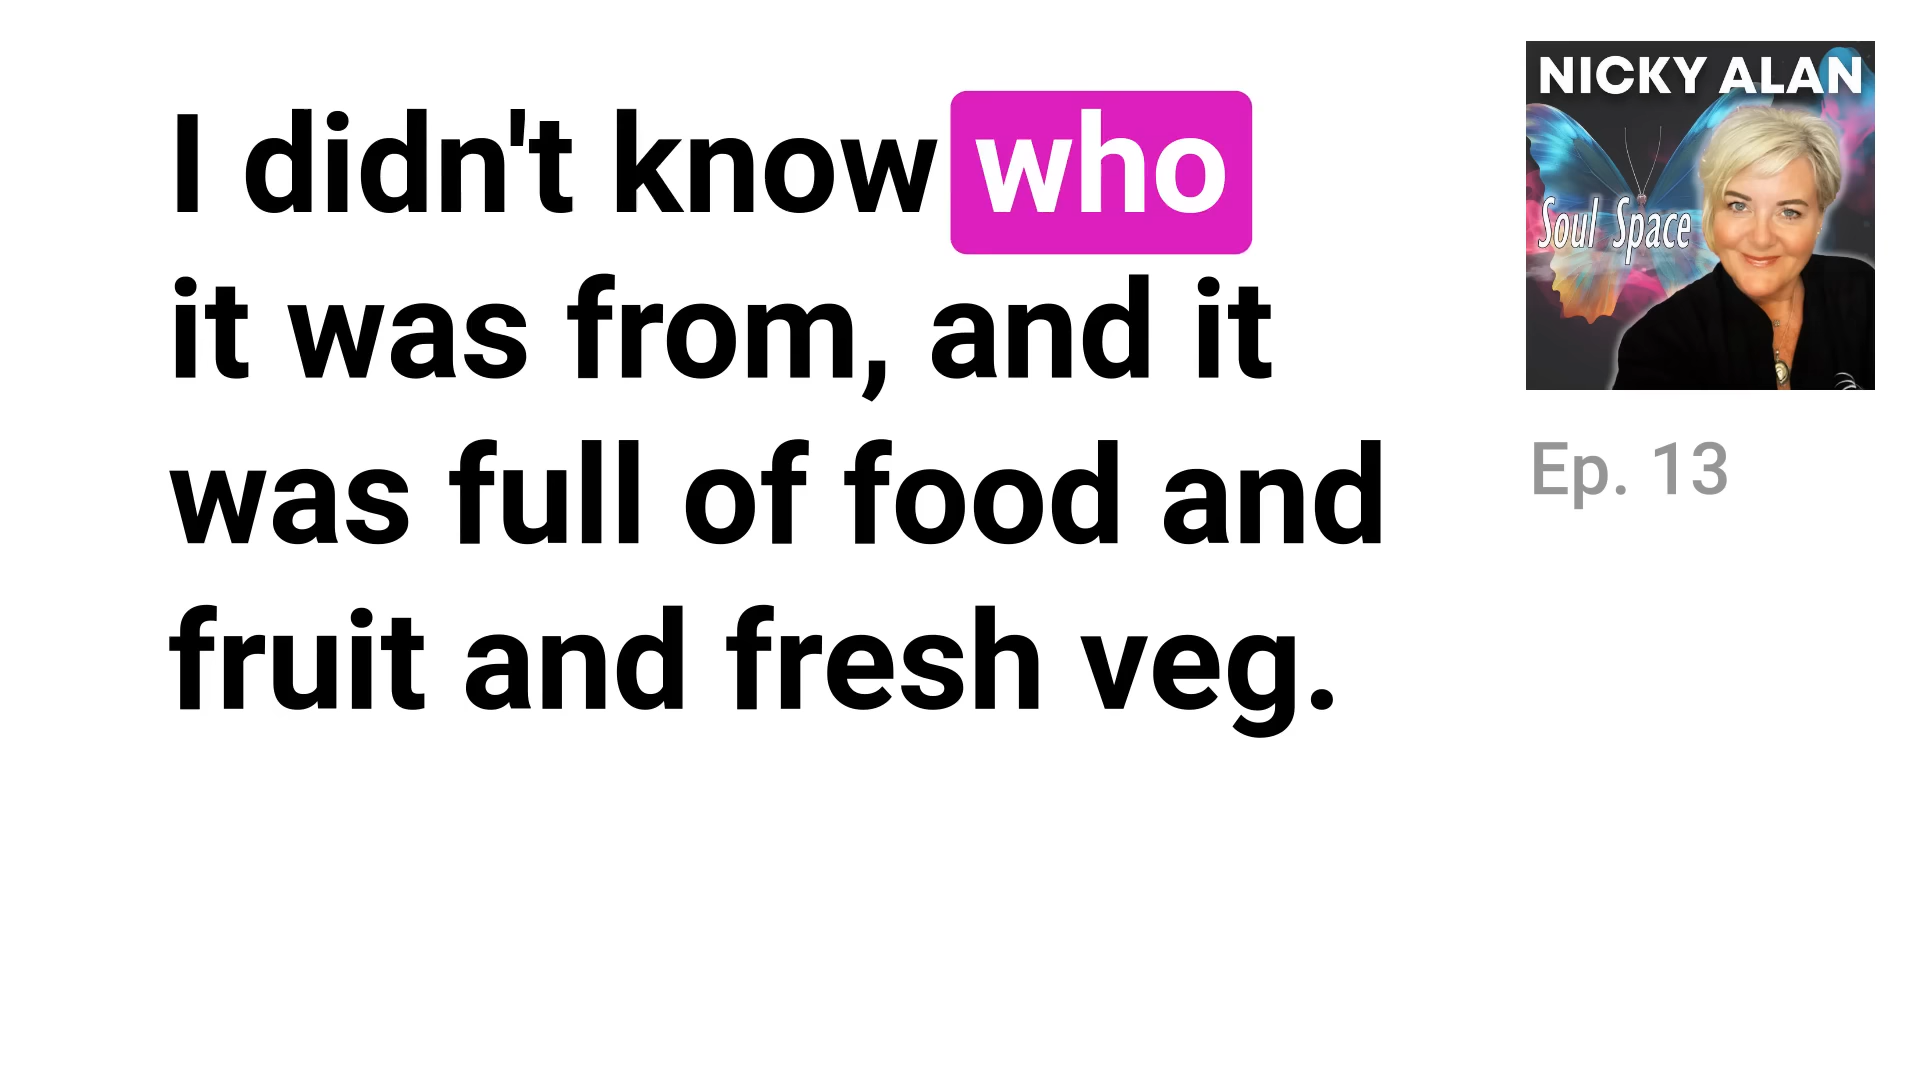 I didn't know who
it was from, and it
was full of food and
fruit and fresh veg.
NICKY ALAN
Soul Space
Ep. 13